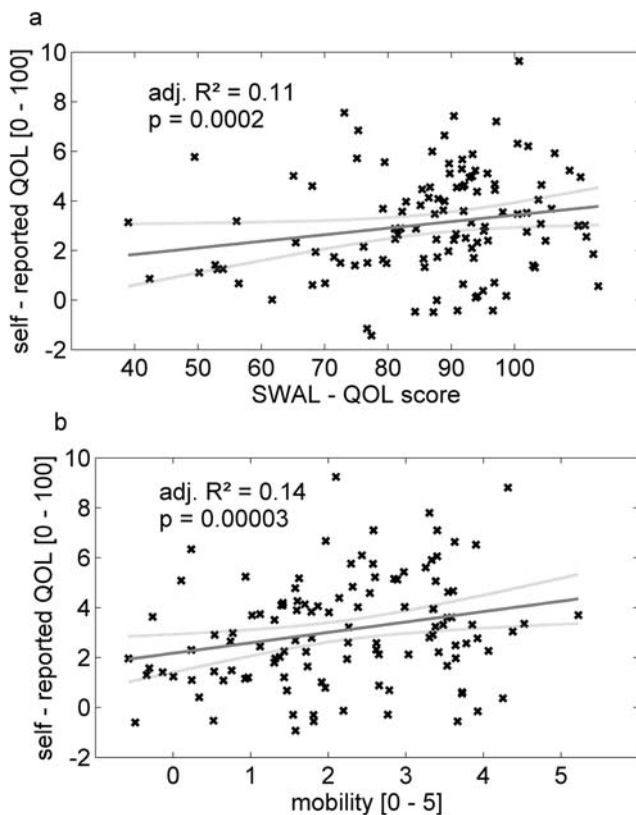 a
adj. R² = 0.11
p = 0.0002
self - reported QOL [0 - 100]
10
8
6
4
2
0
-2
40 50 60 70 80 90 100
SWAL - QOL score
b
adj. R² = 0.14
p = 0.00003
self - reported QOL [0 - 100]
10
8
6
4
2
0
-2
0 1 2 3 4 5
mobility [0 - 5]